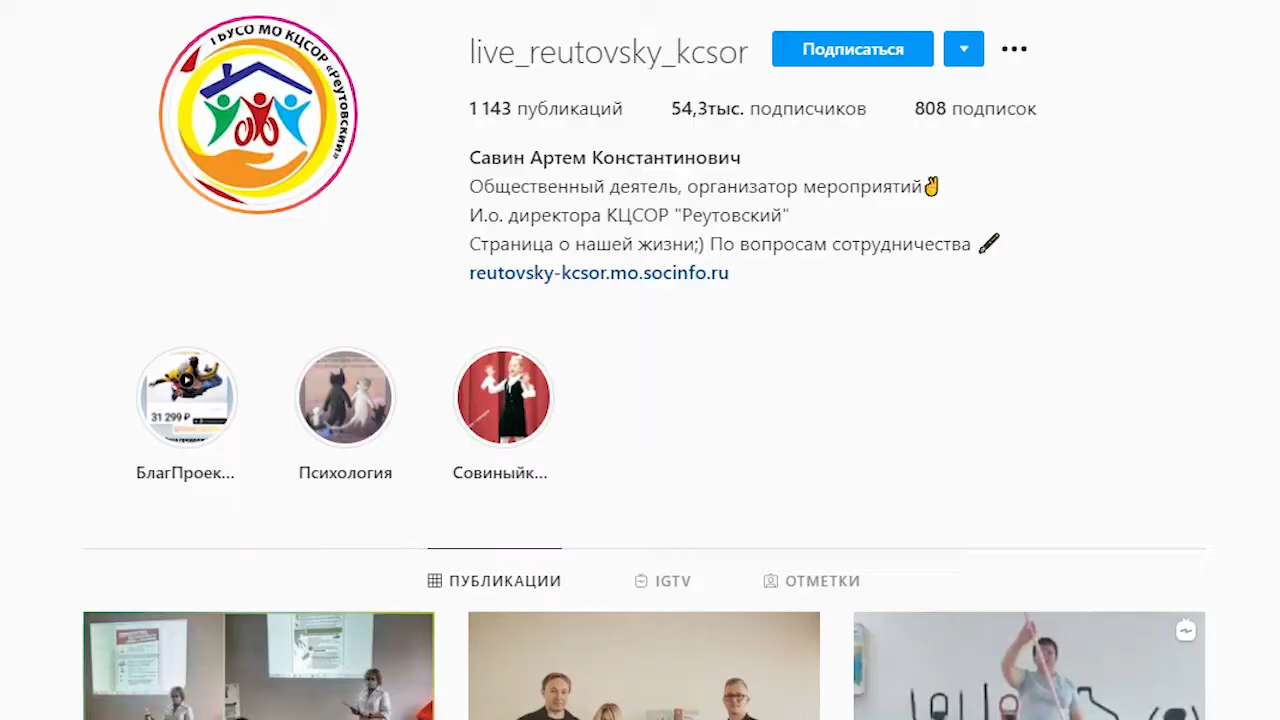 ГБУСО МО КЦСОР «Реутовский»
live_reutovsky_kcsor
Подписаться
1 143 публикаций
54,3тыс. подписчиков
808 подписок
Савин Артем Константинович
Общественный деятель, организатор мероприятий✌
И.о. директора КЦСОР "Реутовский"
Страница о нашей жизни;) По вопросам сотрудничества 🖌
reutovsky-kcsor.mo.socinfo.ru
31 299 ₽
БлагПроек...
Психология
Совиныйк...
ПУБЛИКАЦИИ
IGTV
ОТМЕТКИ